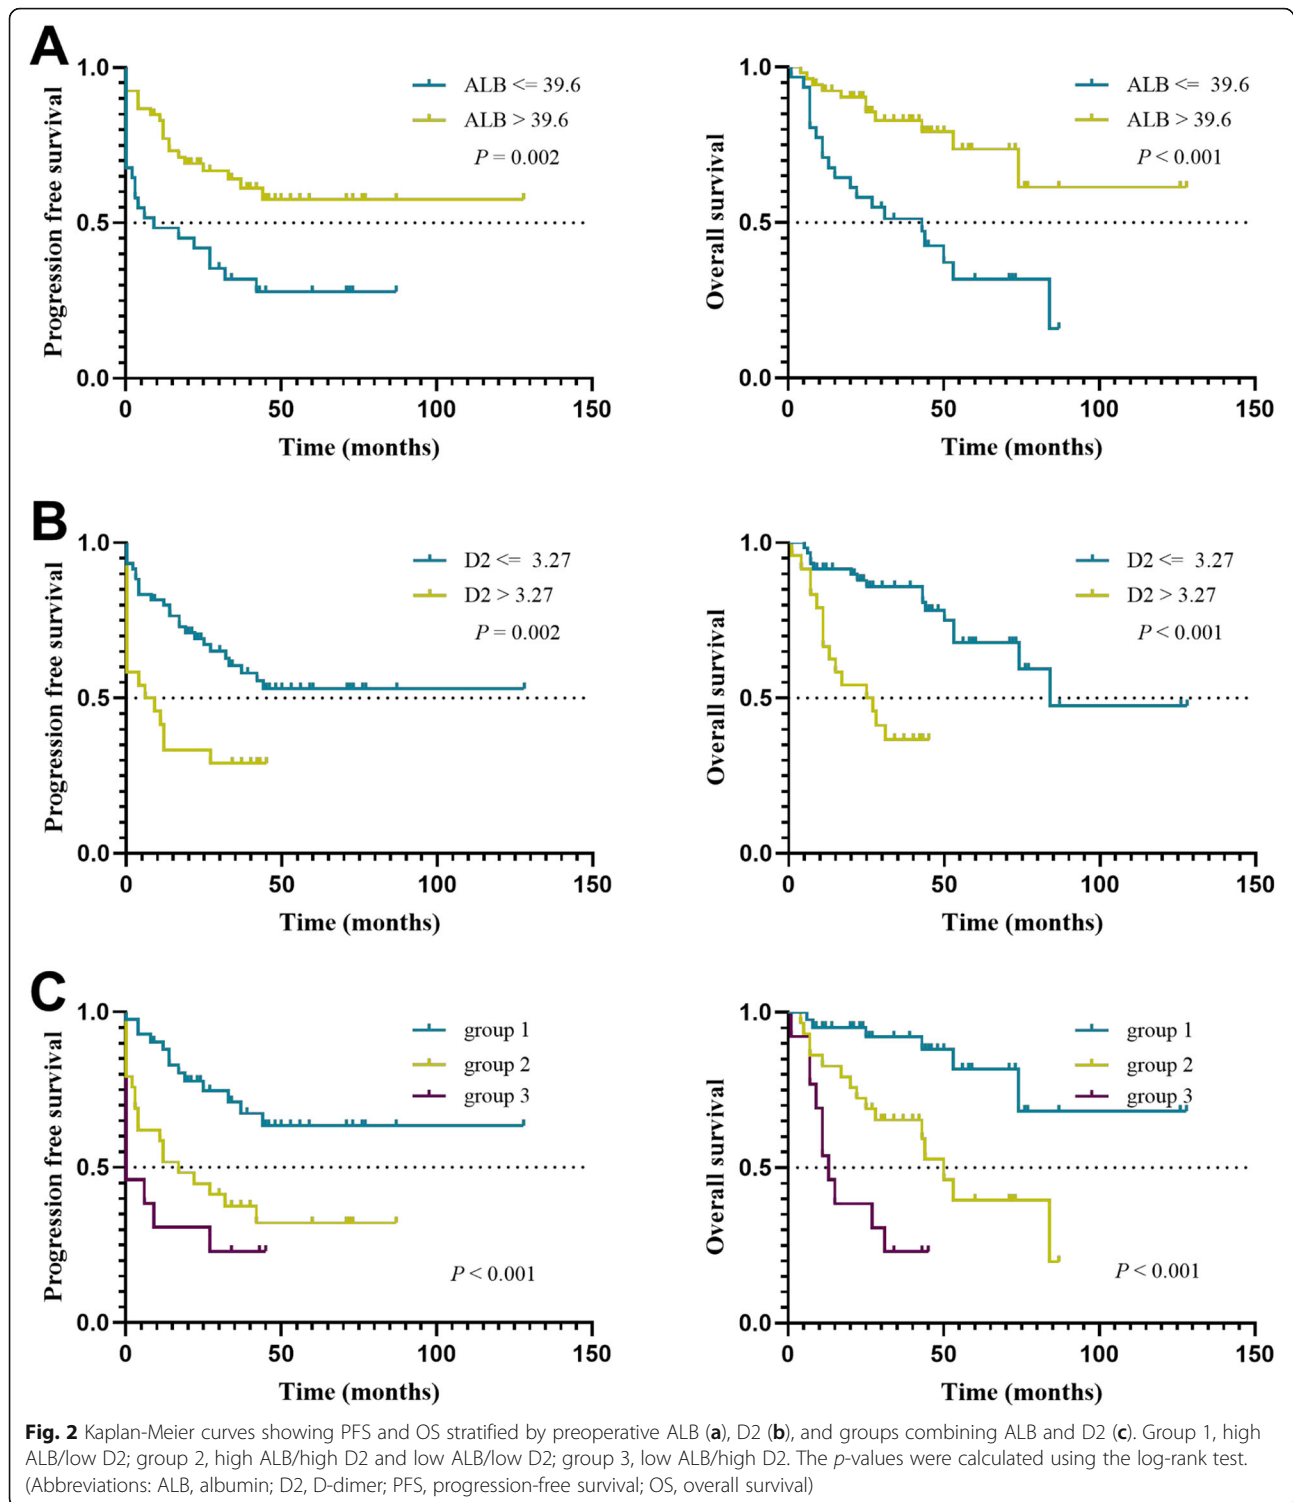 A
Progression free survival
1.0
0.5
0.0
ALB <= 39.6
ALB > 39.6
P = 0.002
0 50 100 150
Time (months)
Overall survival
1.0
0.5
0.0
ALB <= 39.6
ALB > 39.6
P < 0.001
0 50 100 150
Time (months)
B
Progression free survival
1.0
0.5
0.0
D2 <= 3.27
D2 > 3.27
P = 0.002
0 50 100 150
Time (months)
Overall survival
1.0
0.5
0.0
D2 <= 3.27
D2 > 3.27
P < 0.001
0 50 100 150
Time (months)
C
Progression free survival
1.0
0.5
0.0
group 1
group 2
group 3
P < 0.001
0 50 100 150
Time (months)
Overall survival
1.0
0.5
0.0
group 1
group 2
group 3
P < 0.001
0 50 100 150
Time (months)
Fig. 2 Kaplan-Meier curves showing PFS and OS stratified by preoperative ALB (a), D2 (b), and groups combining ALB and D2 (c). Group 1, high
ALB/low D2; group 2, high ALB/high D2 and low ALB/low D2; group 3, low ALB/high D2. The p-values were calculated using the log-rank test.
(Abbreviations: ALB, albumin; D2, D-dimer; PFS, progression-free survival; OS, overall survival)